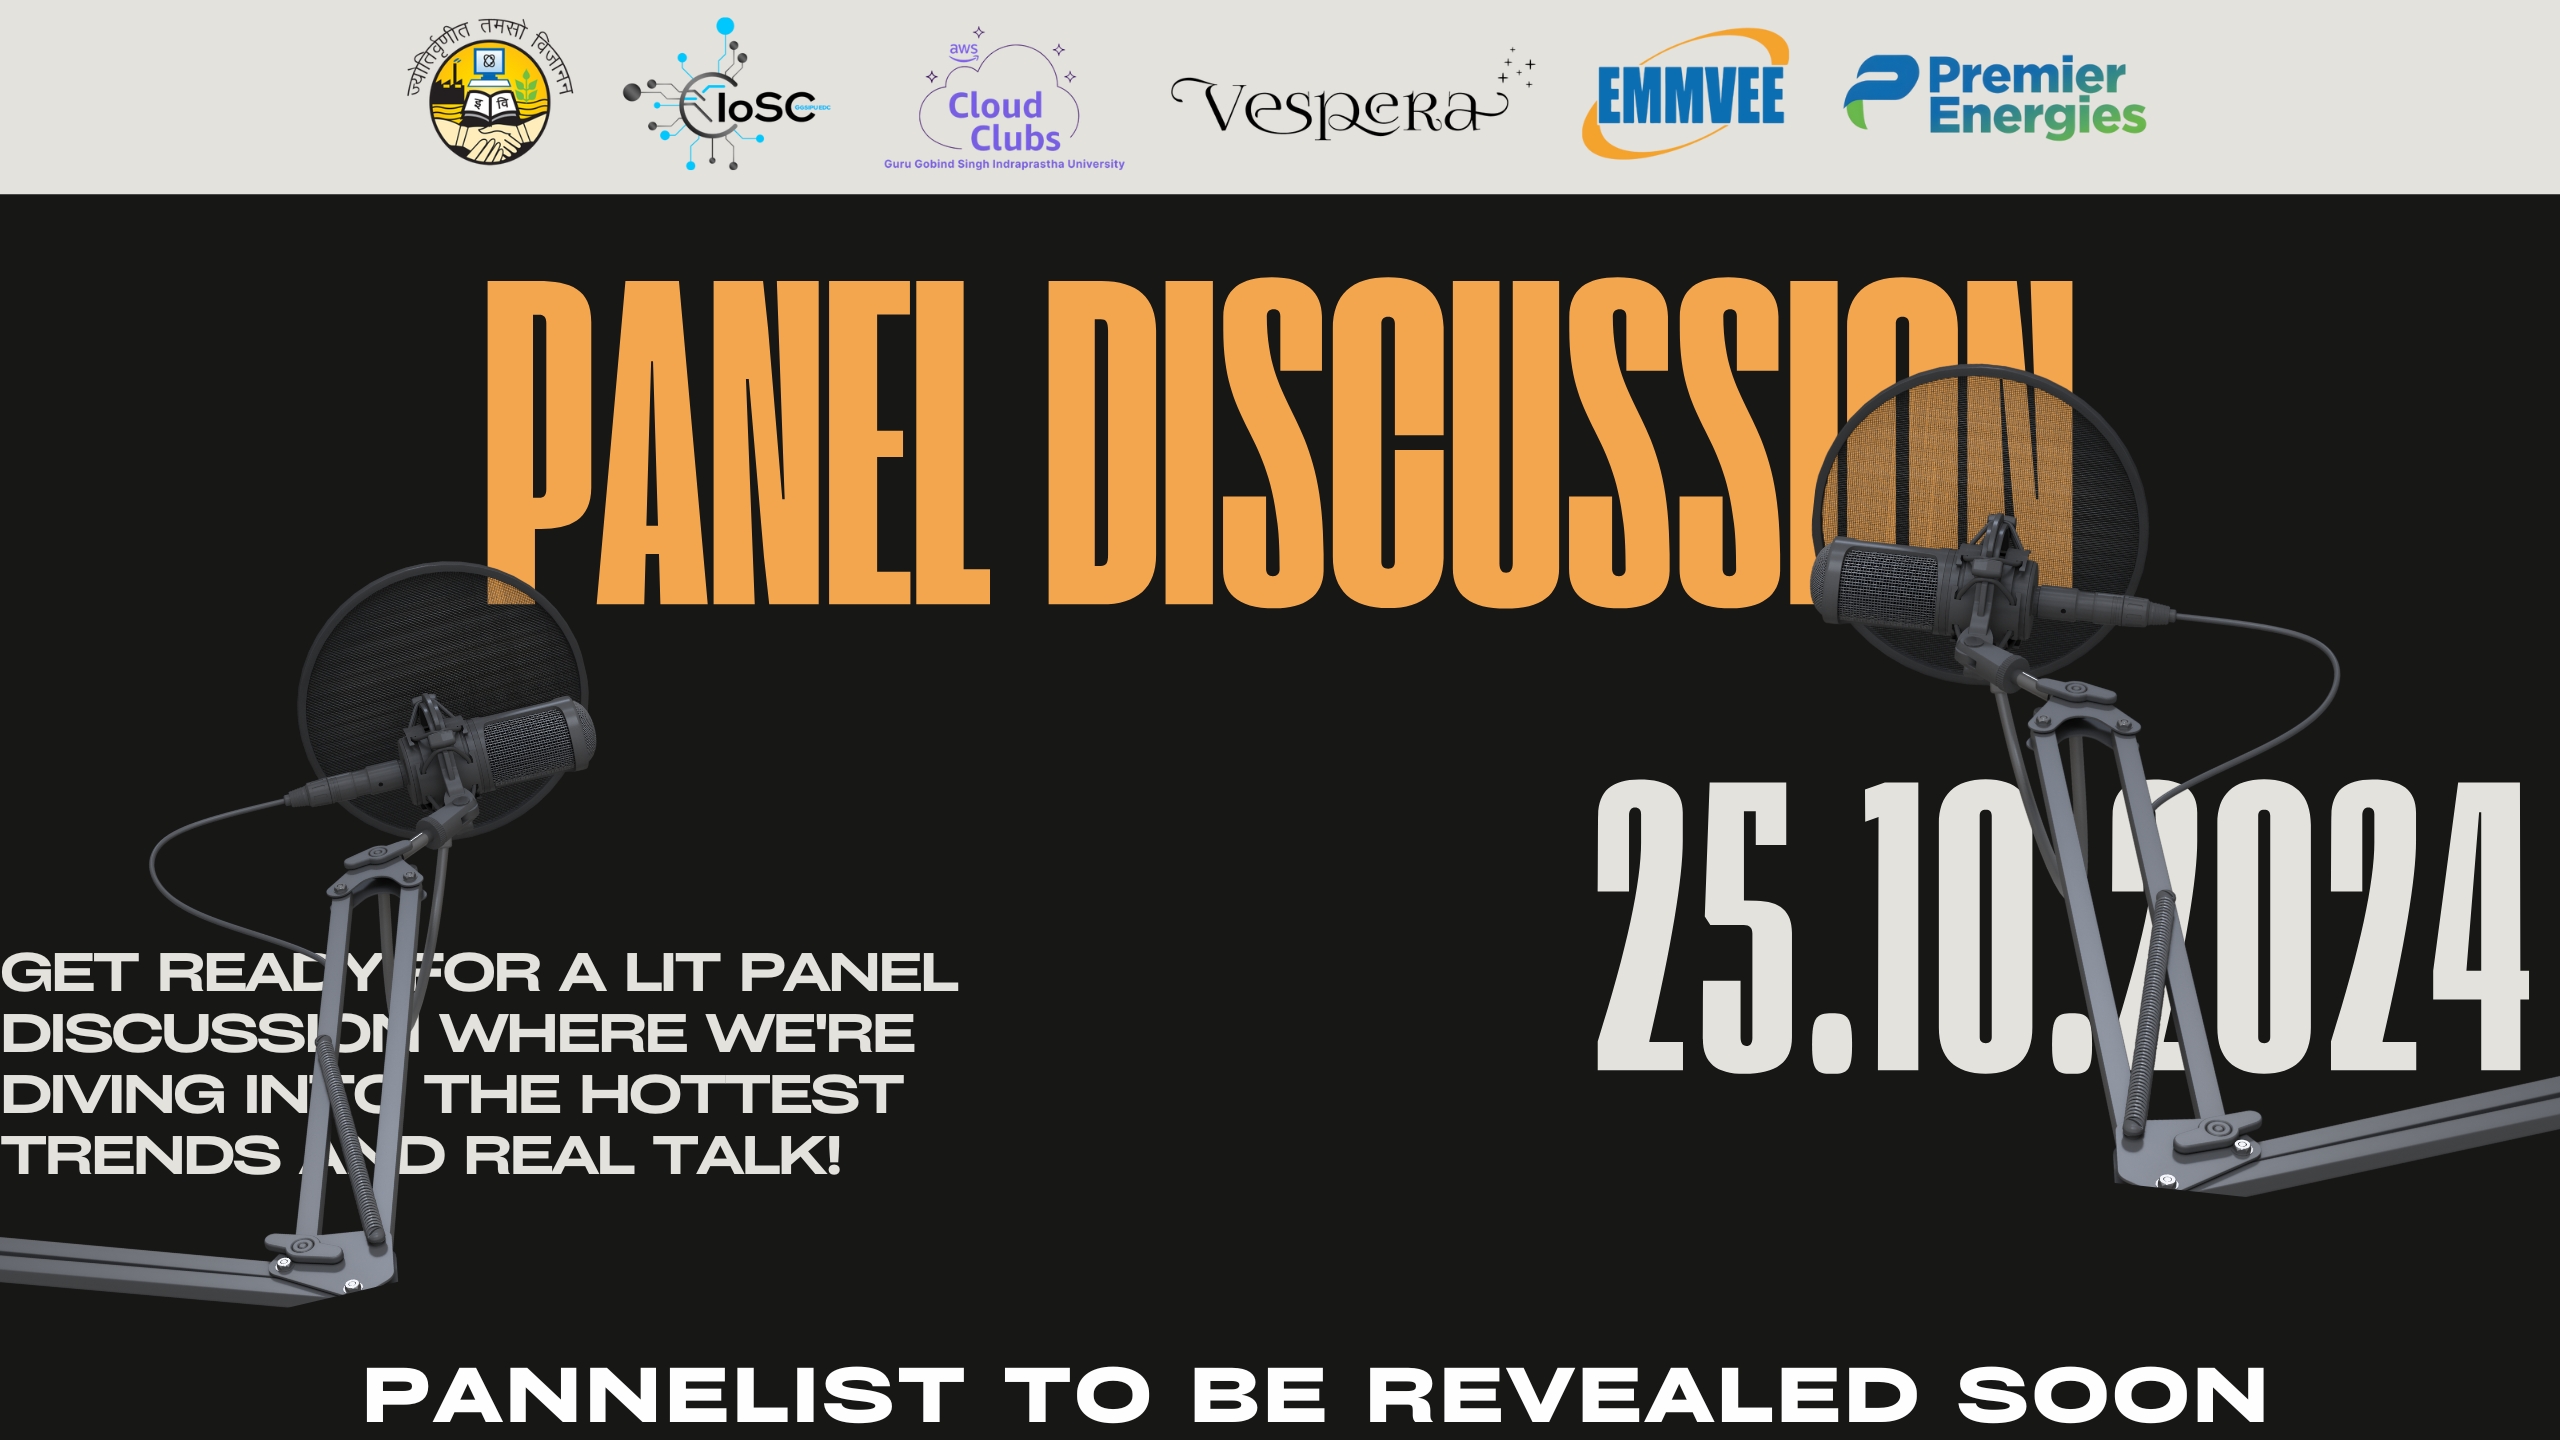 ज्योतिर्वृणीत तमसो विजानन
इ वि
IoSC GGSIPU EDC
aws
Cloud
Clubs
Guru Gobind Singh Indraprastha University
Vespera
EMMVEE
Premier
Energies
PANEL DISCUSSION
25.10.2024
GET READY FOR A LIT PANEL
DISCUSSION WHERE WE'RE
DIVING INTO THE HOTTEST
TRENDS AND REAL TALK!
PANNELIST TO BE REVEALED SOON